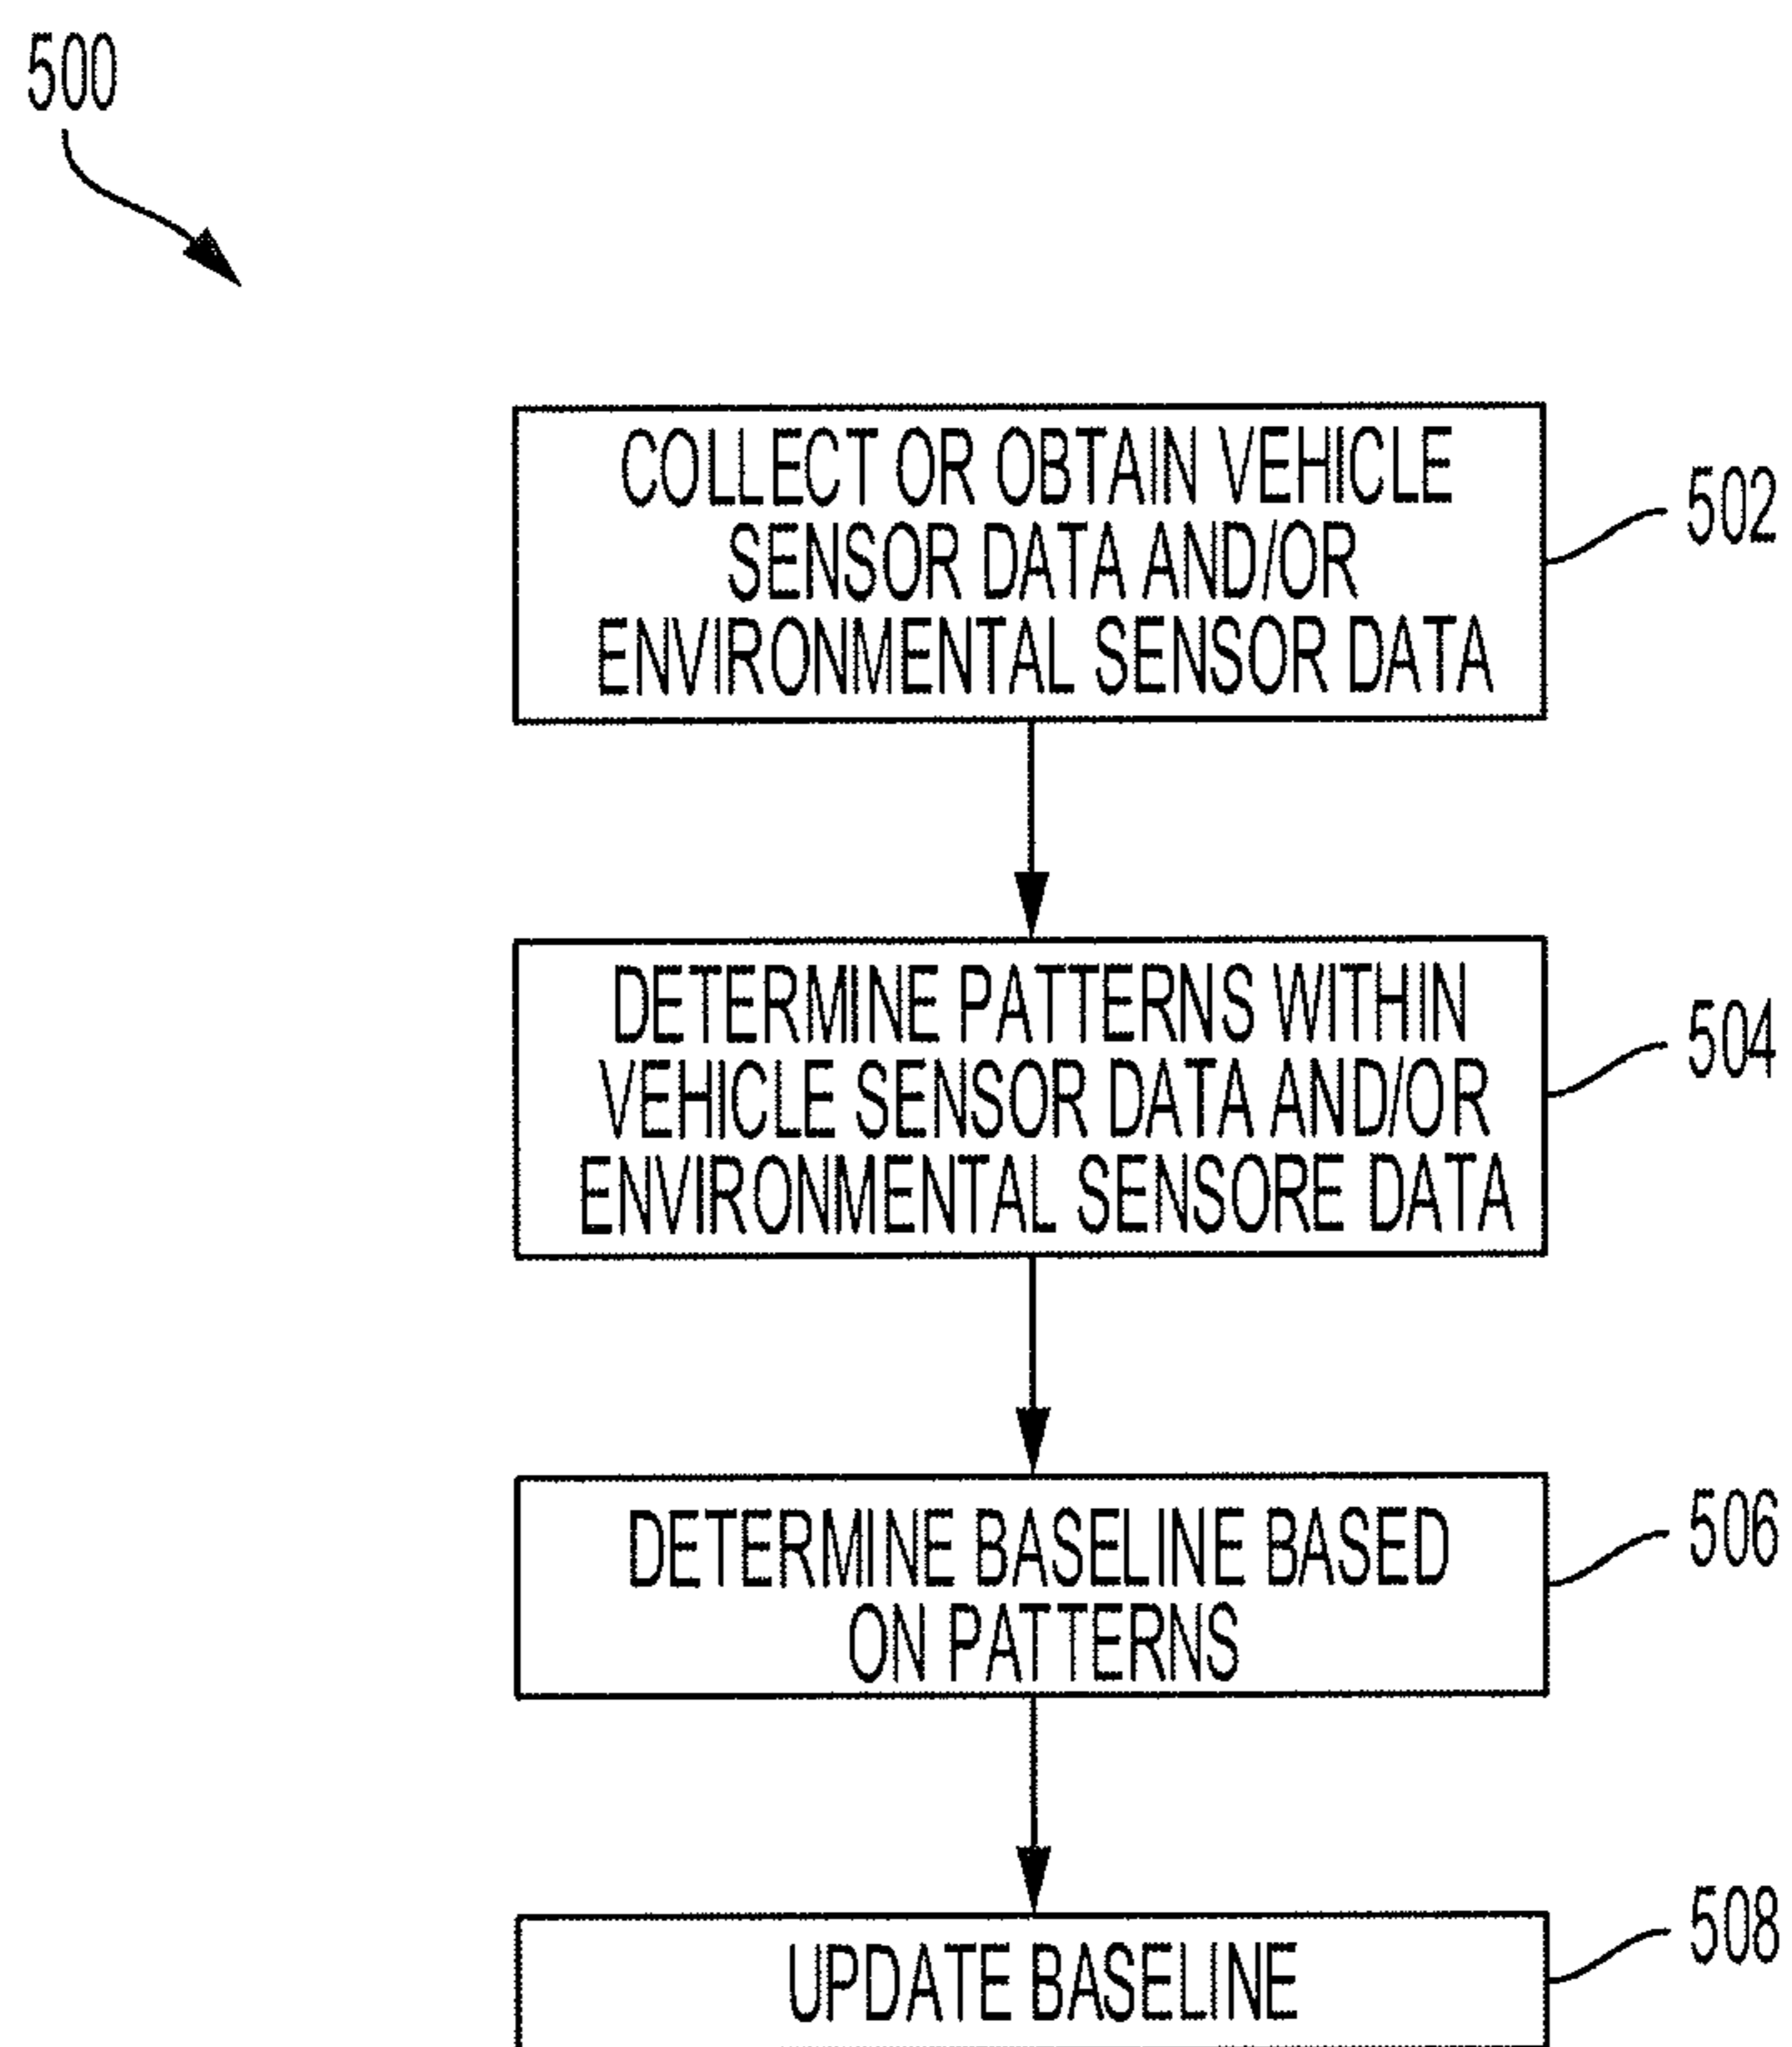 500
COLLECT OR OBTAIN VEHICLE
SENSOR DATA AND/OR
ENVIRONMENTAL SENSOR DATA
502
DETERMINE PATTERNS WITHIN
VEHICLE SENSOR DATA AND/OR
ENVIRONMENTAL SENSORE DATA
504
DETERMINE BASELINE BASED
ON PATTERNS
506
UPDATE BASELINE
508